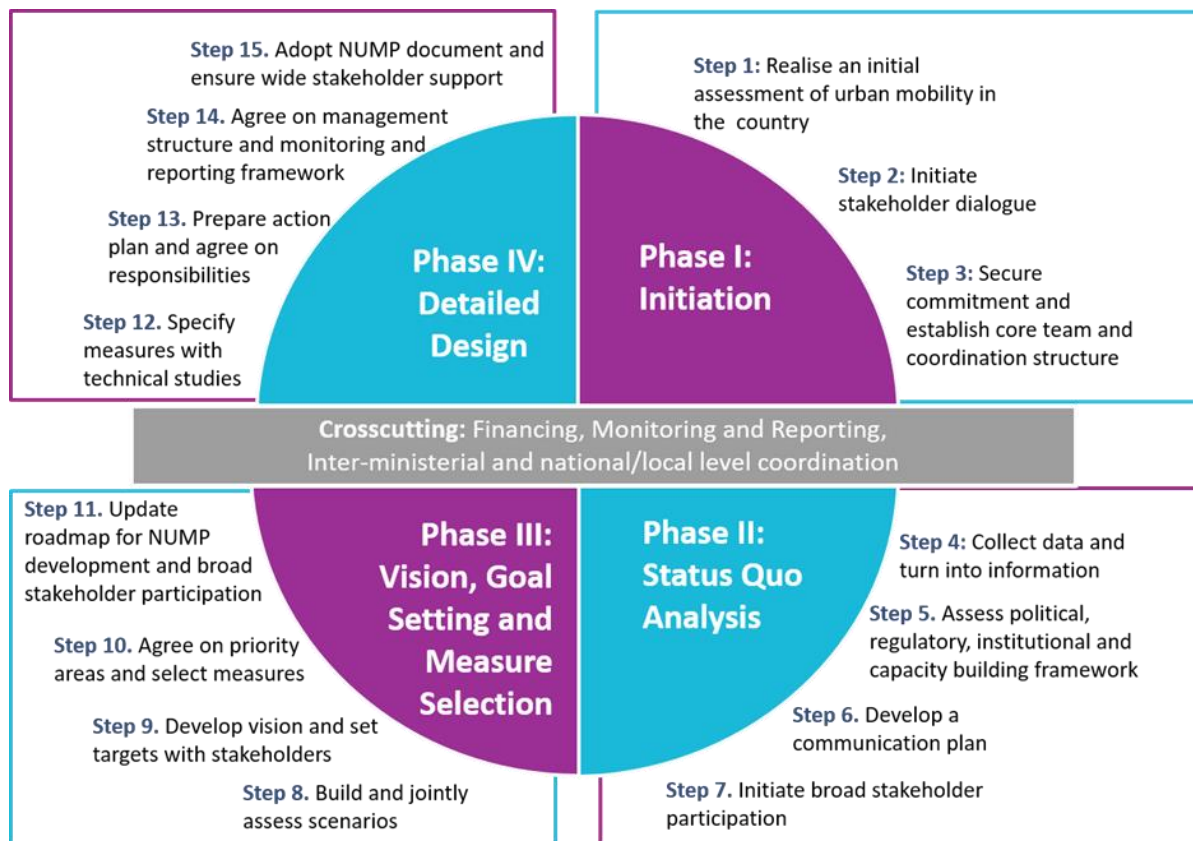 Step 1: Realise an initial
assessment of urban mobility in
the country
Step 2: Initiate
stakeholder dialogue
Step 3: Secure
commitment and
establish core team and
coordination structure
Phase I:
Initiation
Crosscutting: Financing, Monitoring and Reporting,
Inter-ministerial and national/local level coordination
Phase II:
Status Quo
Analysis
Step 4: Collect data and
turn into information
Step 5. Assess political,
regulatory, institutional and
capacity building framework
Step 6. Develop a
communication plan
Step 7. Initiate broad stakeholder
participation
Phase III:
Vision, Goal
Setting and
Measure
Selection
Step 8. Build and jointly
assess scenarios
Step 9. Develop vision and set
targets with stakeholders
Step 10. Agree on priority
areas and select measures
Step 11. Update
roadmap for NUMP
development and broad
stakeholder participation
Phase IV:
Detailed
Design
Step 12. Specify
measures with
technical studies
Step 13. Prepare action
plan and agree on
responsibilities
Step 14. Agree on management
structure and monitoring and
reporting framework
Step 15. Adopt NUMP document and
ensure wide stakeholder support